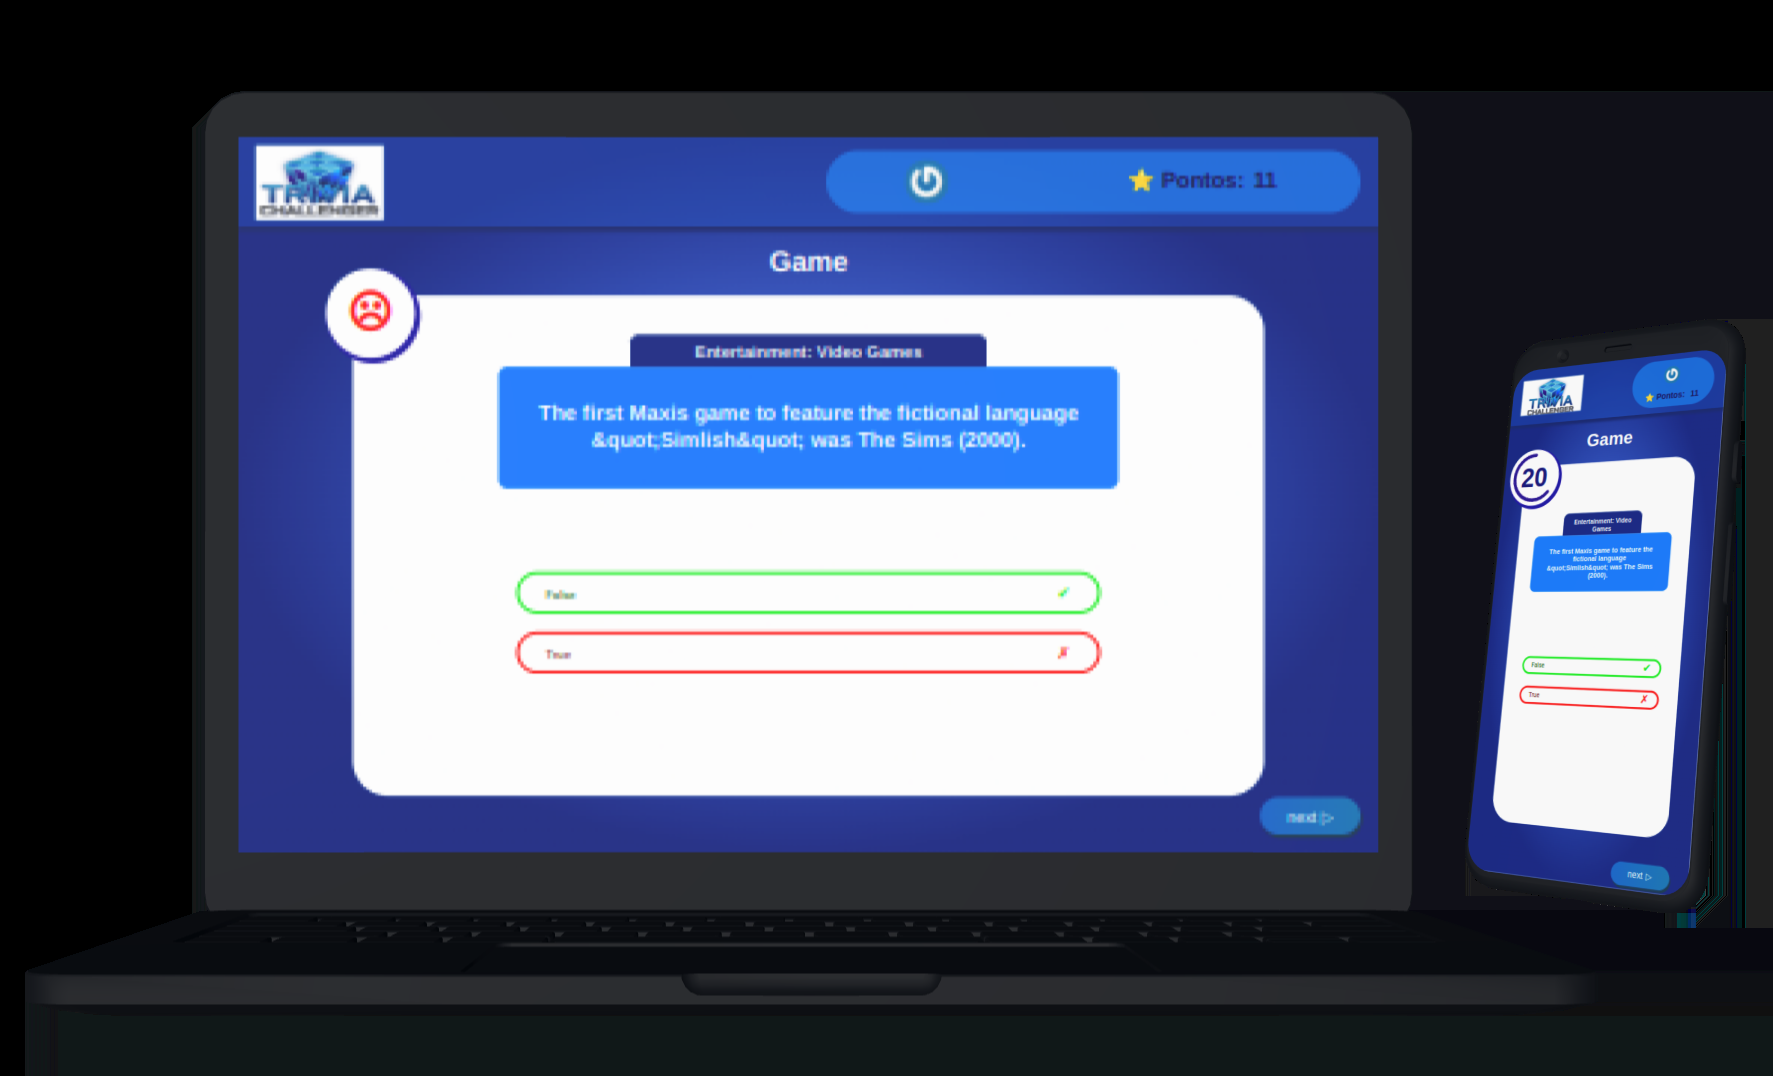 TRIVIA
CHALLENGER
Pontos: 11
Game
Entertainment: Video Games
The first Maxis game to feature the fictional language
&quot;Simlish&quot; was The Sims (2000).
False
True
next
TRIVIA
CHALLENGER
Pontos: 11
Game
20
Entertainment: Video
Games
The first Maxis game to feature the
fictional language
&quot;Simlish&quot; was The Sims
(2000).
False
True
next